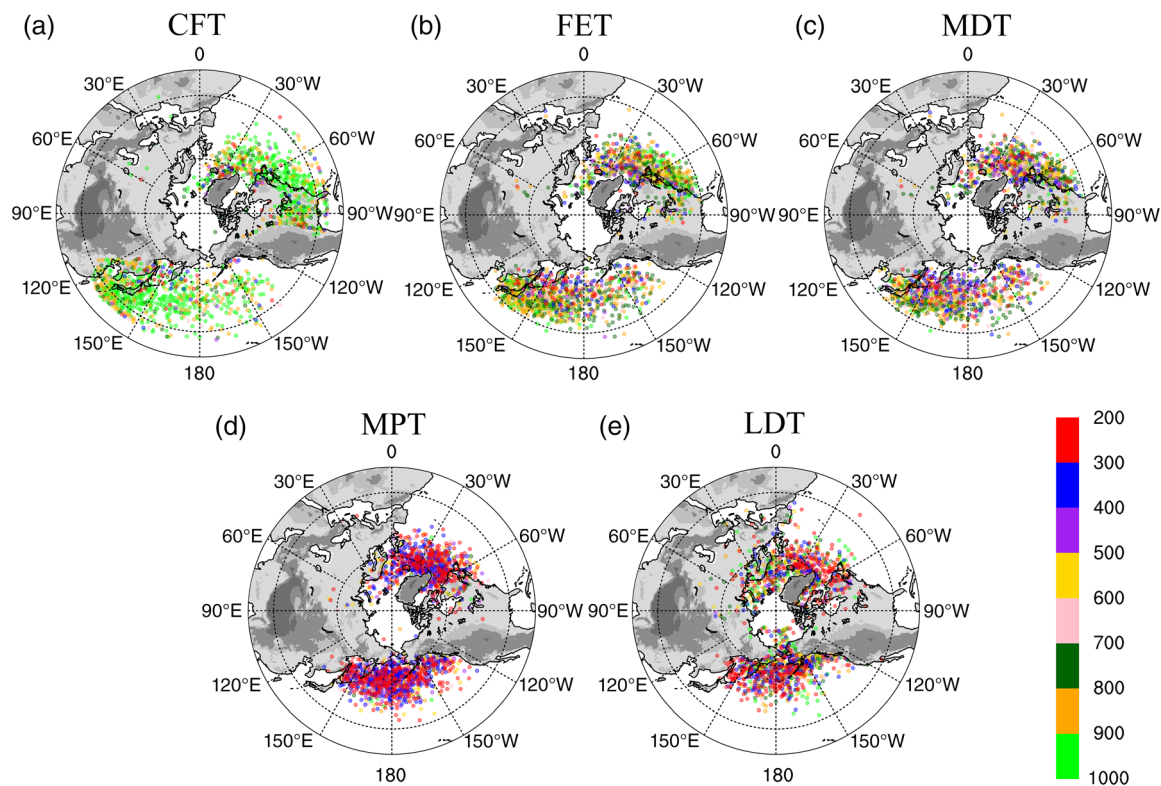 (a) CFT (b) FET (c) MDT
0 0 0
30°E 30°W 30°E 30°W 30°E 30°W
60°E 60°W 60°E 60°W 60°E 60°W
90°E 90°W 90°E 90°W 90°E 90°W
120°E 120°W 120°E 120°W 120°E 120°W
150°E 150°W 150°E 150°W 150°E 150°W
180 180 180
(d) MPT (e) LDT
0 0
30°E 30°W 30°E 30°W
60°E 60°W 60°E 60°W
90°E 90°W 90°E 90°W
120°E 120°W 120°E 120°W
150°E 150°W 150°E 150°W
180 180
200
300
400
500
600
700
800
900
1000